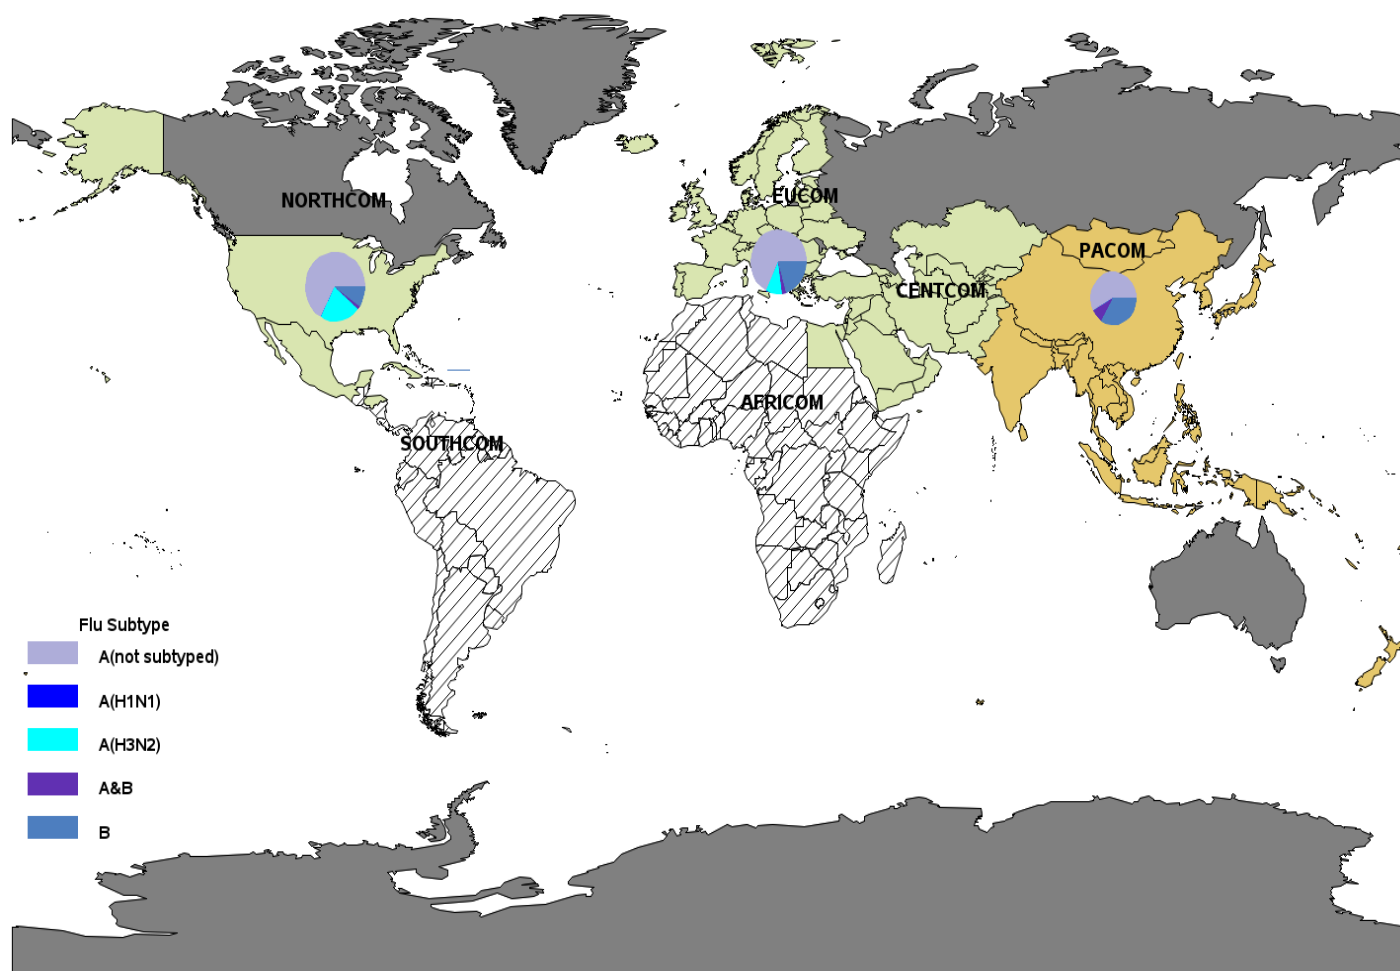 NORTHCOM
EUCOM
PACOM
CENTCOM
AFRICOM
SOUTHCOM
Flu Subtype
A(not subtyped)
A(H1N1)
A(H3N2)
A&B
B